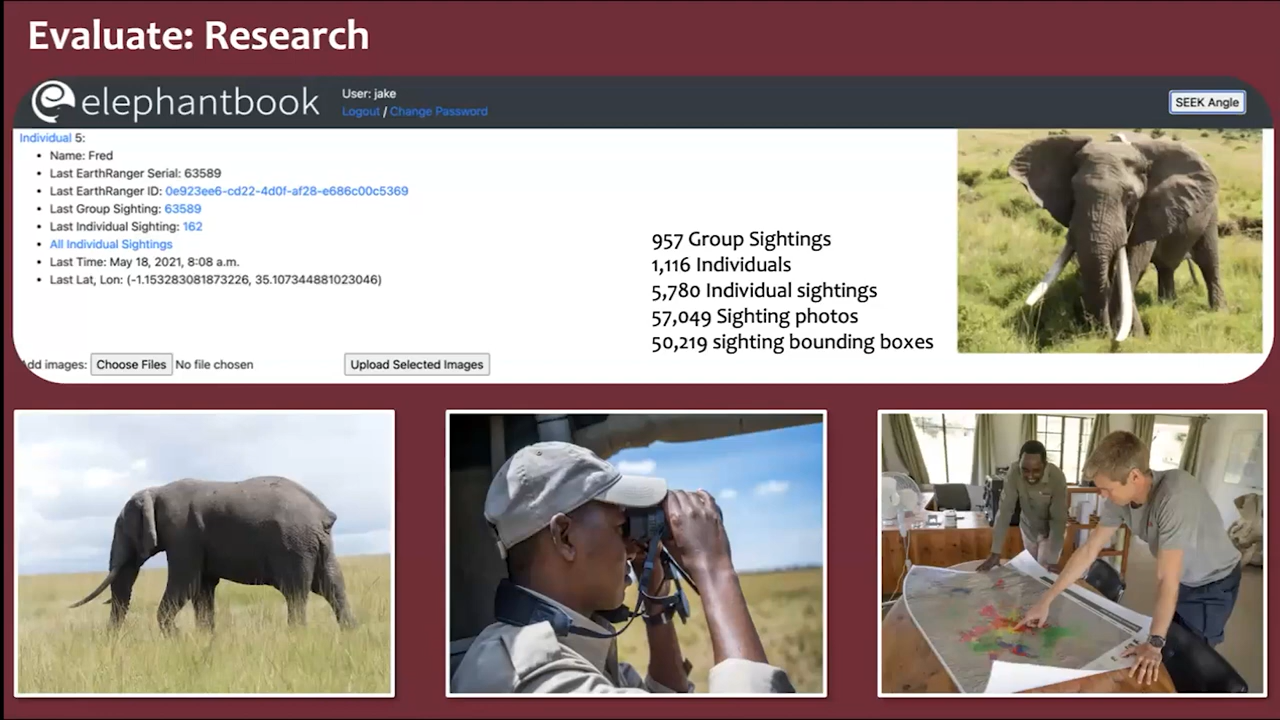 Evaluate: Research
elephantbook
User: jake
Logout / Change Password
SEEK Angle
Individual 5:
Name: Fred
Last EarthRanger Serial: 63589
Last EarthRanger ID: 0e923ee6-cd22-4d0f-af28-e686c00c5369
Last Group Sighting: 63589
Last Individual Sighting: 162
All Individual Sightings
Last Time: May 18, 2021, 8:08 a.m.
Last Lat, Lon: (-1.153283081873226, 35.107344881023046)
957 Group Sightings
1,116 Individuals
5,780 Individual sightings
57,049 Sighting photos
50,219 sighting bounding boxes
dd images: Choose Files No file chosen Upload Selected Images